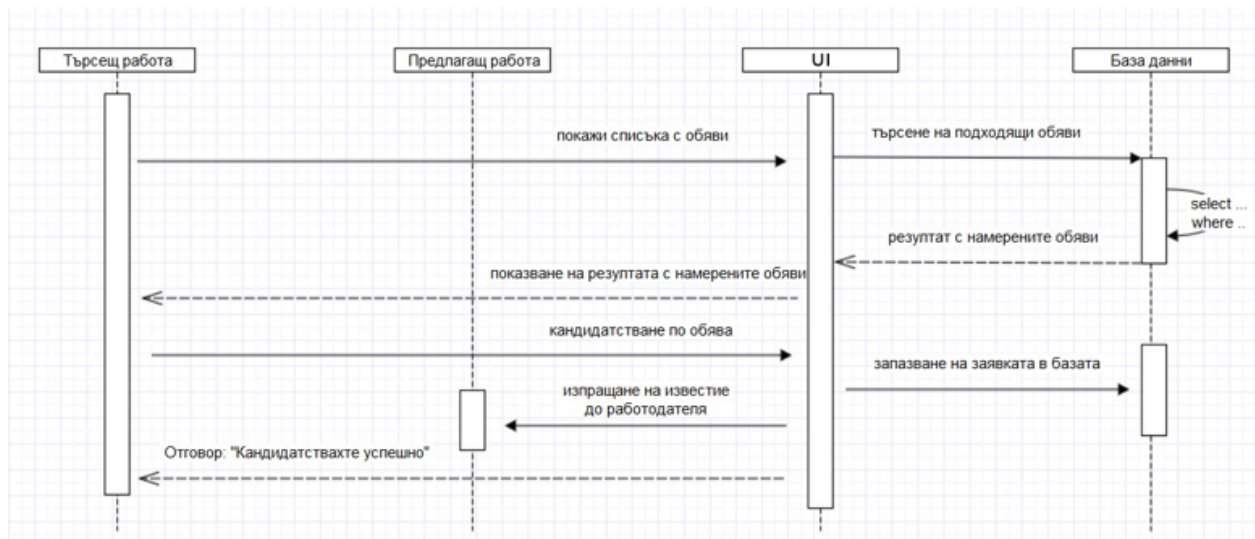 Търсещ работа
Предлагащ работа
UI
База данни
покажи списъка с обяви
търсене на подходящи обяви
select ...
where ..
резултат с намерените обяви
показване на резултата с намерените обяви
кандидатстване по обява
запазване на заявката в базата
изпращане на известие
до работодателя
Отговор: "Кандидатствахте успешно"